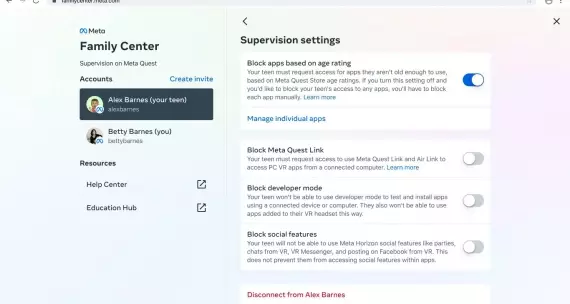 familycenter.meta.com
Meta
Family Center
Supervision on Meta Quest
Accounts
Create invite
Alex Barnes (your teen)
alexbarnes
Betty Barnes (you)
bettybarnes
Resources
Help Center
Education Hub
Supervision settings
Block apps based on age rating
Your teen must request access for apps they aren't old enough to use,
based on Meta Quest Store age ratings. If you turn this setting off and
you'd like to block your teen's access to any apps, you'll have to block
each app manually. Learn more
Manage individual apps
Block Meta Quest Link
Your teen must request access to use Meta Quest Link and Air Link to
access PC VR apps from a connected computer. Learn more
Block developer mode
Your teen won't be able to use developer mode to test and install apps
using a connected device or computer. They also won't be able to use
apps added to their VR headset this way.
Block social features
Your teen will not be able to use Meta Horizon social features like parties,
chats from VR, VR Messenger, and posting on Facebook from VR. This
does not prevent them from accessing social features within apps.
Disconnect from Alex Barnes